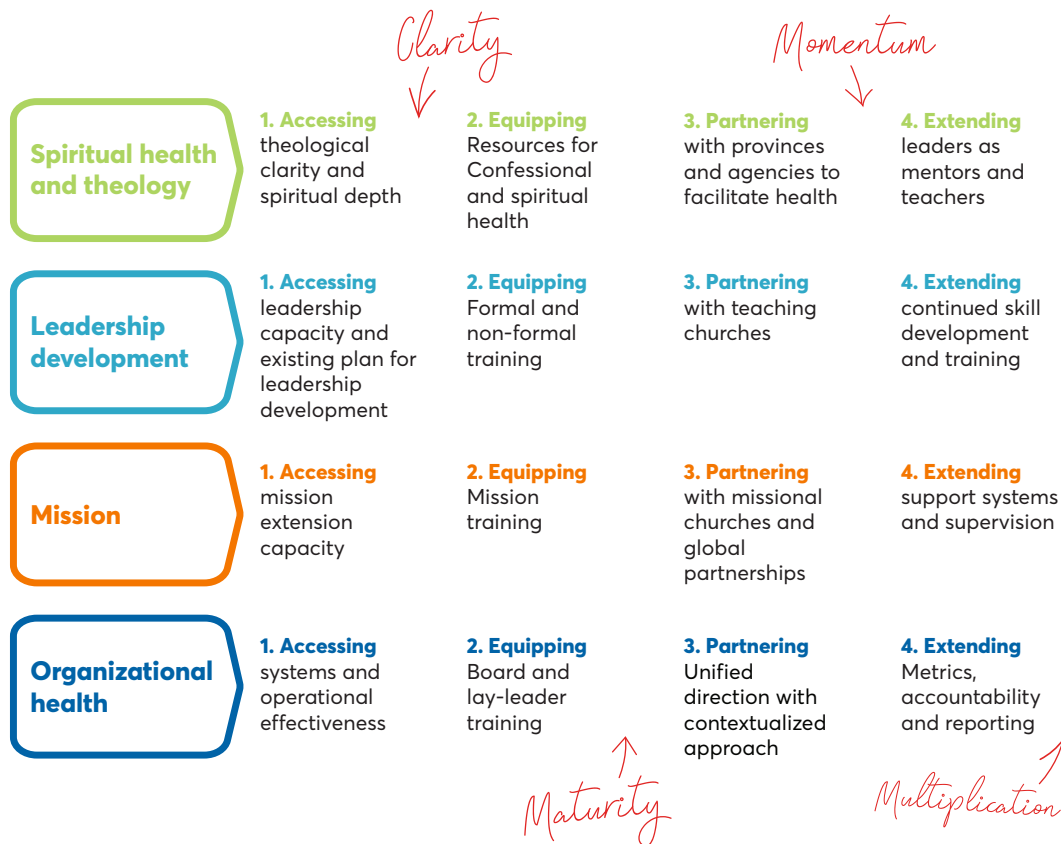 Clarity
Momentum
Spiritual health
and theology
1. Accessing
theological
clarity and
spiritual depth
2. Equipping
Resources for
Confessional
and spiritual
health
3. Partnering
with provinces
and agencies to
facilitate health
4. Extending
leaders as
mentors and
teachers
Leadership
development
1. Accessing
leadership
capacity and
existing plan for
leadership
development
2. Equipping
Formal and
non-formal
training
3. Partnering
with teaching
churches
4. Extending
continued skill
development
and training
Mission
1. Accessing
mission
extension
capacity
2. Equipping
Mission
training
3. Partnering
with missional
churches and
global
partnerships
4. Extending
support systems
and supervision
Organizational
health
1. Accessing
systems and
operational
effectiveness
2. Equipping
Board and
lay-leader
training
3. Partnering
Unified
direction with
contextualized
approach
4. Extending
Metrics,
accountability
and reporting
Maturity
Multiplication